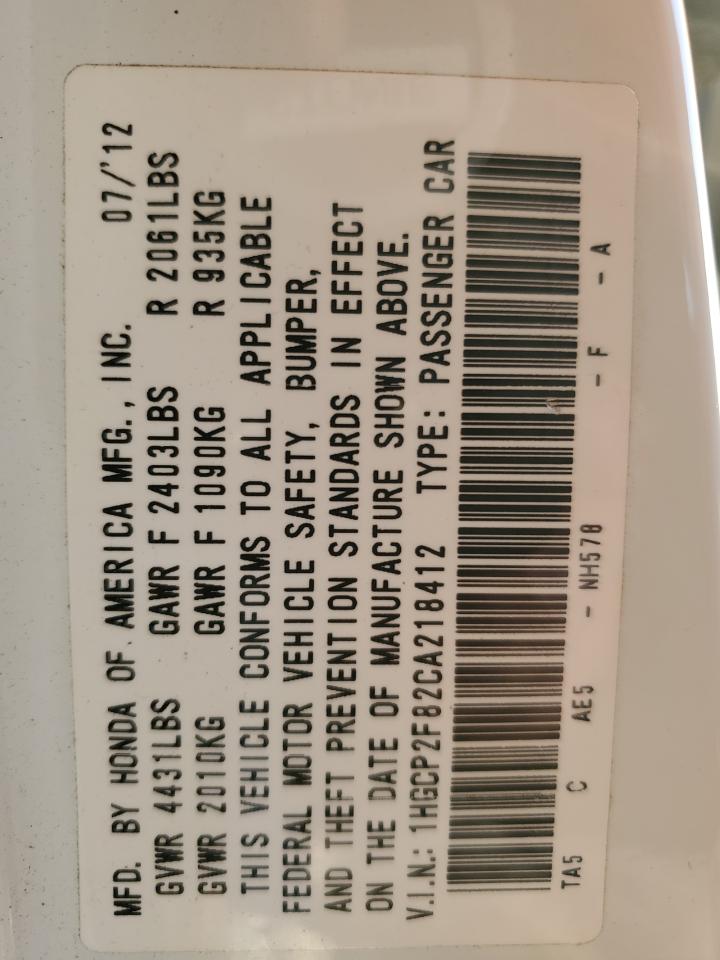 MFD. BY HONDA OF AMERICA MFG., INC. 07/'12
GVWR 4431LBS GAWR F 2403LBS R 2061LBS
GVWR 2010KG GAWR F 1090KG R 935KG
THIS VEHICLE CONFORMS TO ALL APPLICABLE
FEDERAL MOTOR VEHICLE SAFETY, BUMPER,
AND THEFT PREVENTION STANDARDS IN EFFECT
ON THE DATE OF MANUFACTURE SHOWN ABOVE.
V.I.N.: 1HGCP2F82CA218412 TYPE: PASSENGER CAR
TA5 C AE5 - NH578 - F - A